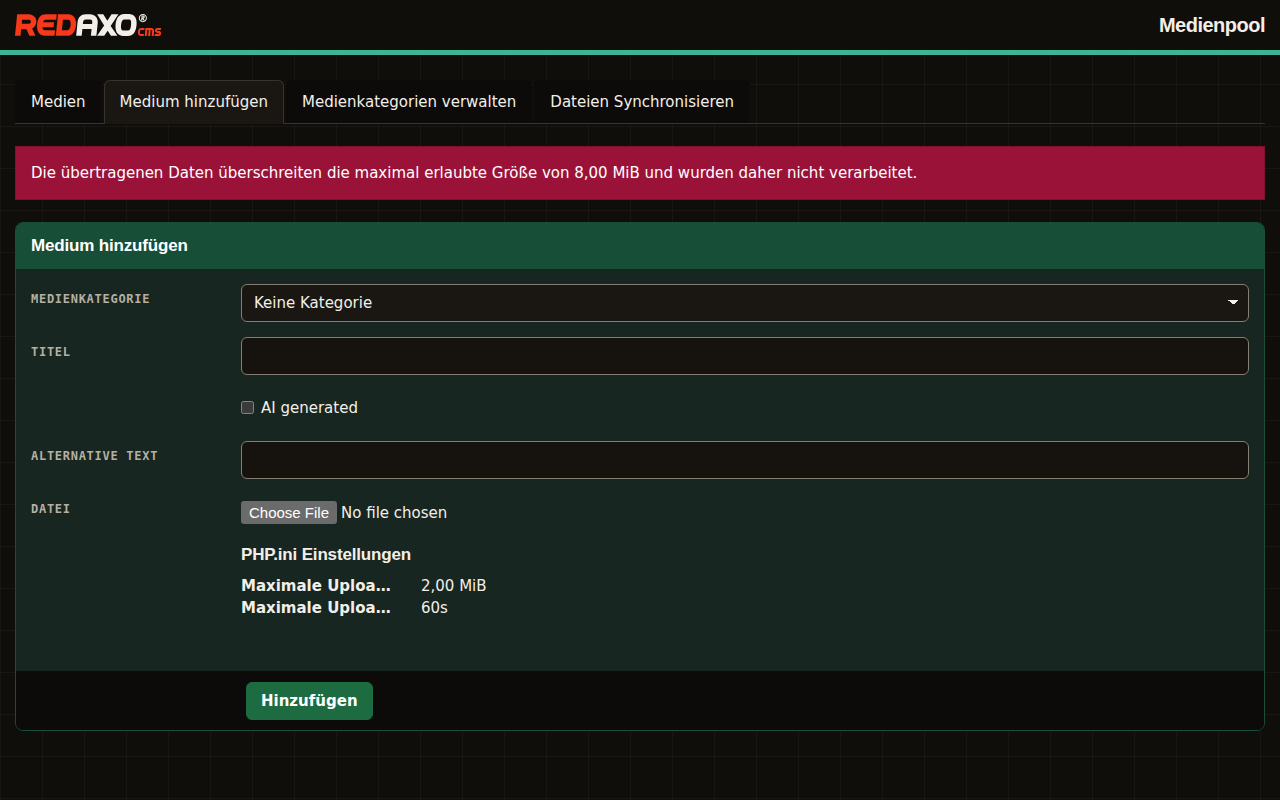 REDAXO® cms
Medienpool
Medien
Medium hinzufügen
Medienkategorien verwalten
Dateien Synchronisieren
Die übertragenen Daten überschreiten die maximal erlaubte Größe von 8,00 MiB und wurden daher nicht verarbeitet.
Medium hinzufügen
MEDIENKATEGORIE
Keine Kategorie
TITEL
AI generated
ALTERNATIVE TEXT
DATEI
Choose File No file chosen
PHP.ini Einstellungen
Maximale Uploa… 2,00 MiB
Maximale Uploa… 60s
Hinzufügen